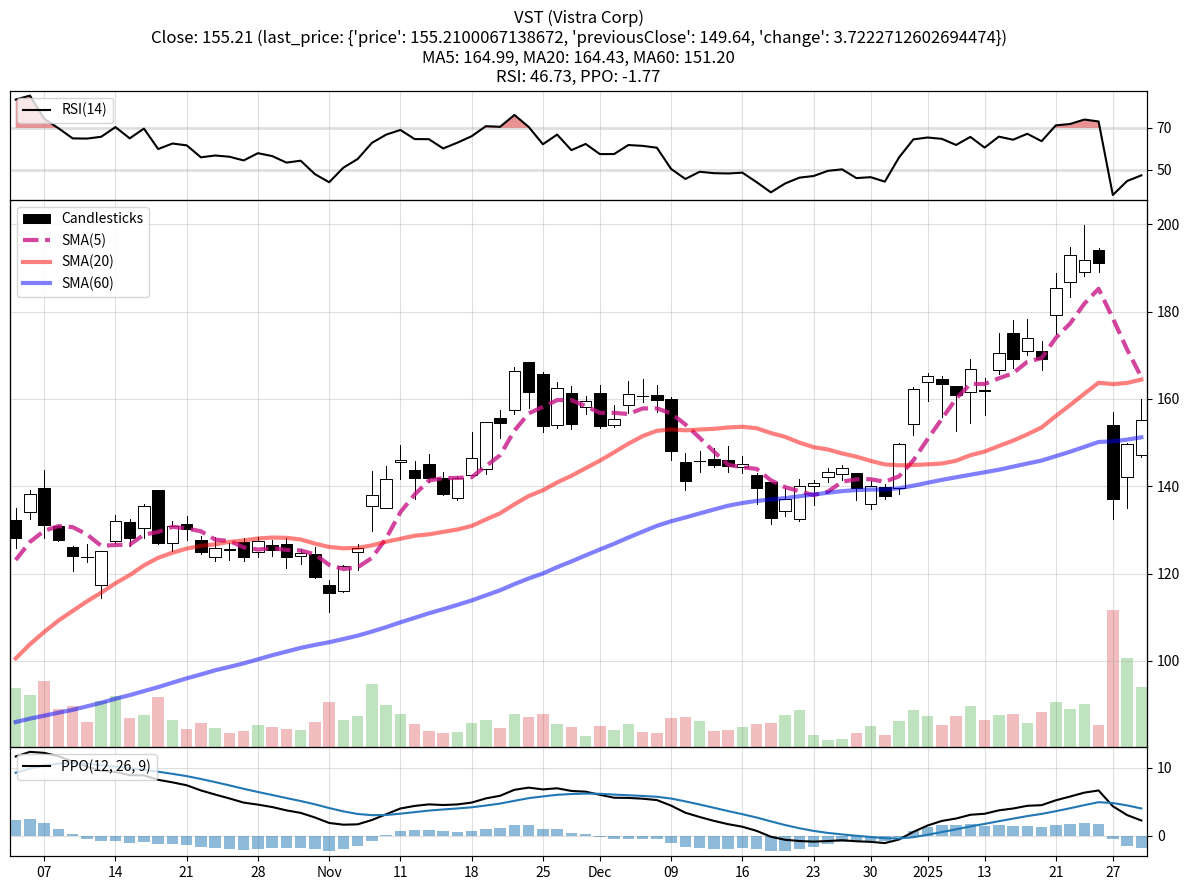 VST (Vistra Corp)
Close: 155.21 (last_price: {'price': 155.2100067138672, 'previousClose': 149.64, 'change': 3.7222712602694474})
MA5: 164.99, MA20: 164.43, MA60: 151.20
RSI: 46.73, PPO: -1.77
RSI(14)
70
50
Candlesticks
SMA(5)
SMA(20)
SMA(60)
200
180
160
140
120
100
PPO(12, 26, 9)
10
0
07 14 21 28 Nov 11 18 25 Dec 09 16 23 30 2025 13 21 27